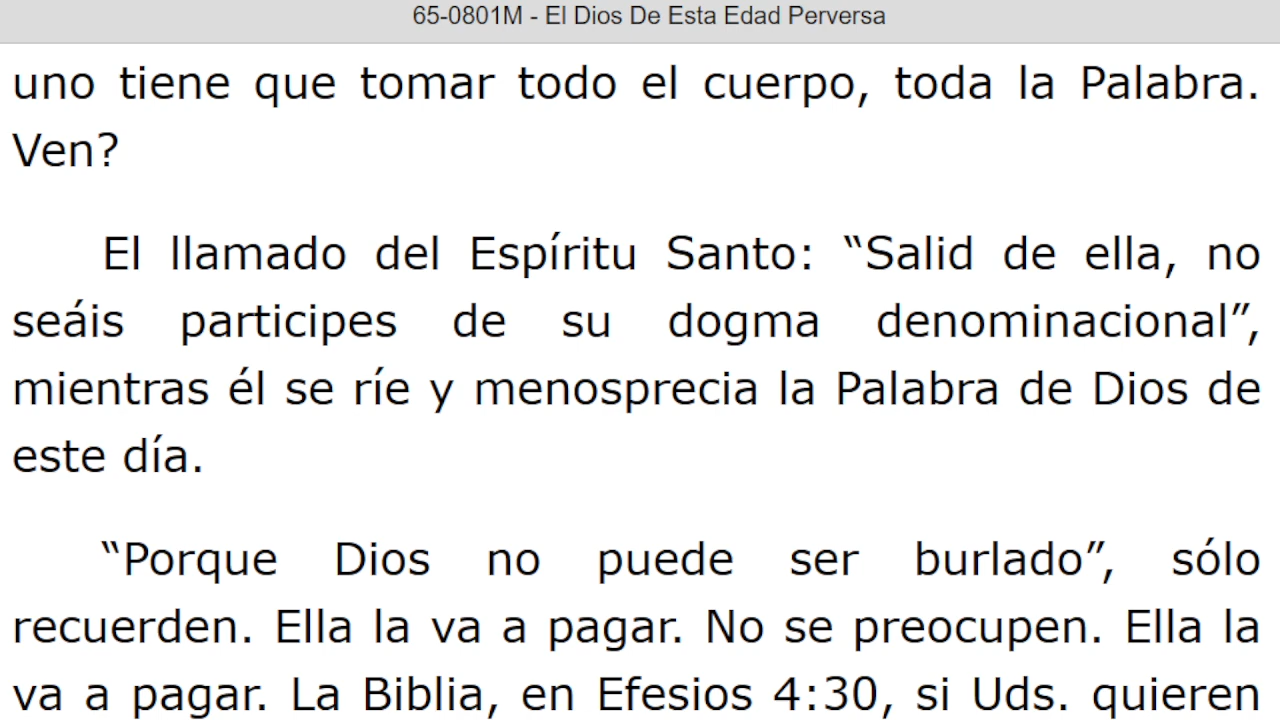 65-0801M - El Dios De Esta Edad Perversa
uno tiene que tomar todo el cuerpo, toda la Palabra.
Ven?
El llamado del Espíritu Santo: “Salid de ella, no
seáis participes de su dogma denominacional”,
mientras él se ríe y menosprecia la Palabra de Dios de
este día.
“Porque Dios no puede ser burlado”, sólo
recuerden. Ella la va a pagar. No se preocupen. Ella la
va a pagar. La Biblia, en Efesios 4:30, si Uds. quieren